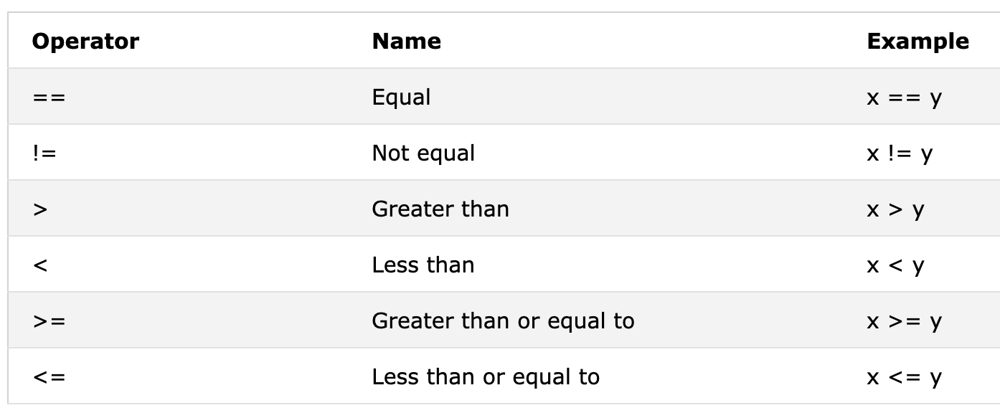 Operator Name Example
== Equal x == y
!= Not equal x != y
> Greater than x > y
< Less than x < y
>= Greater than or equal to x >= y
<= Less than or equal to x <= y